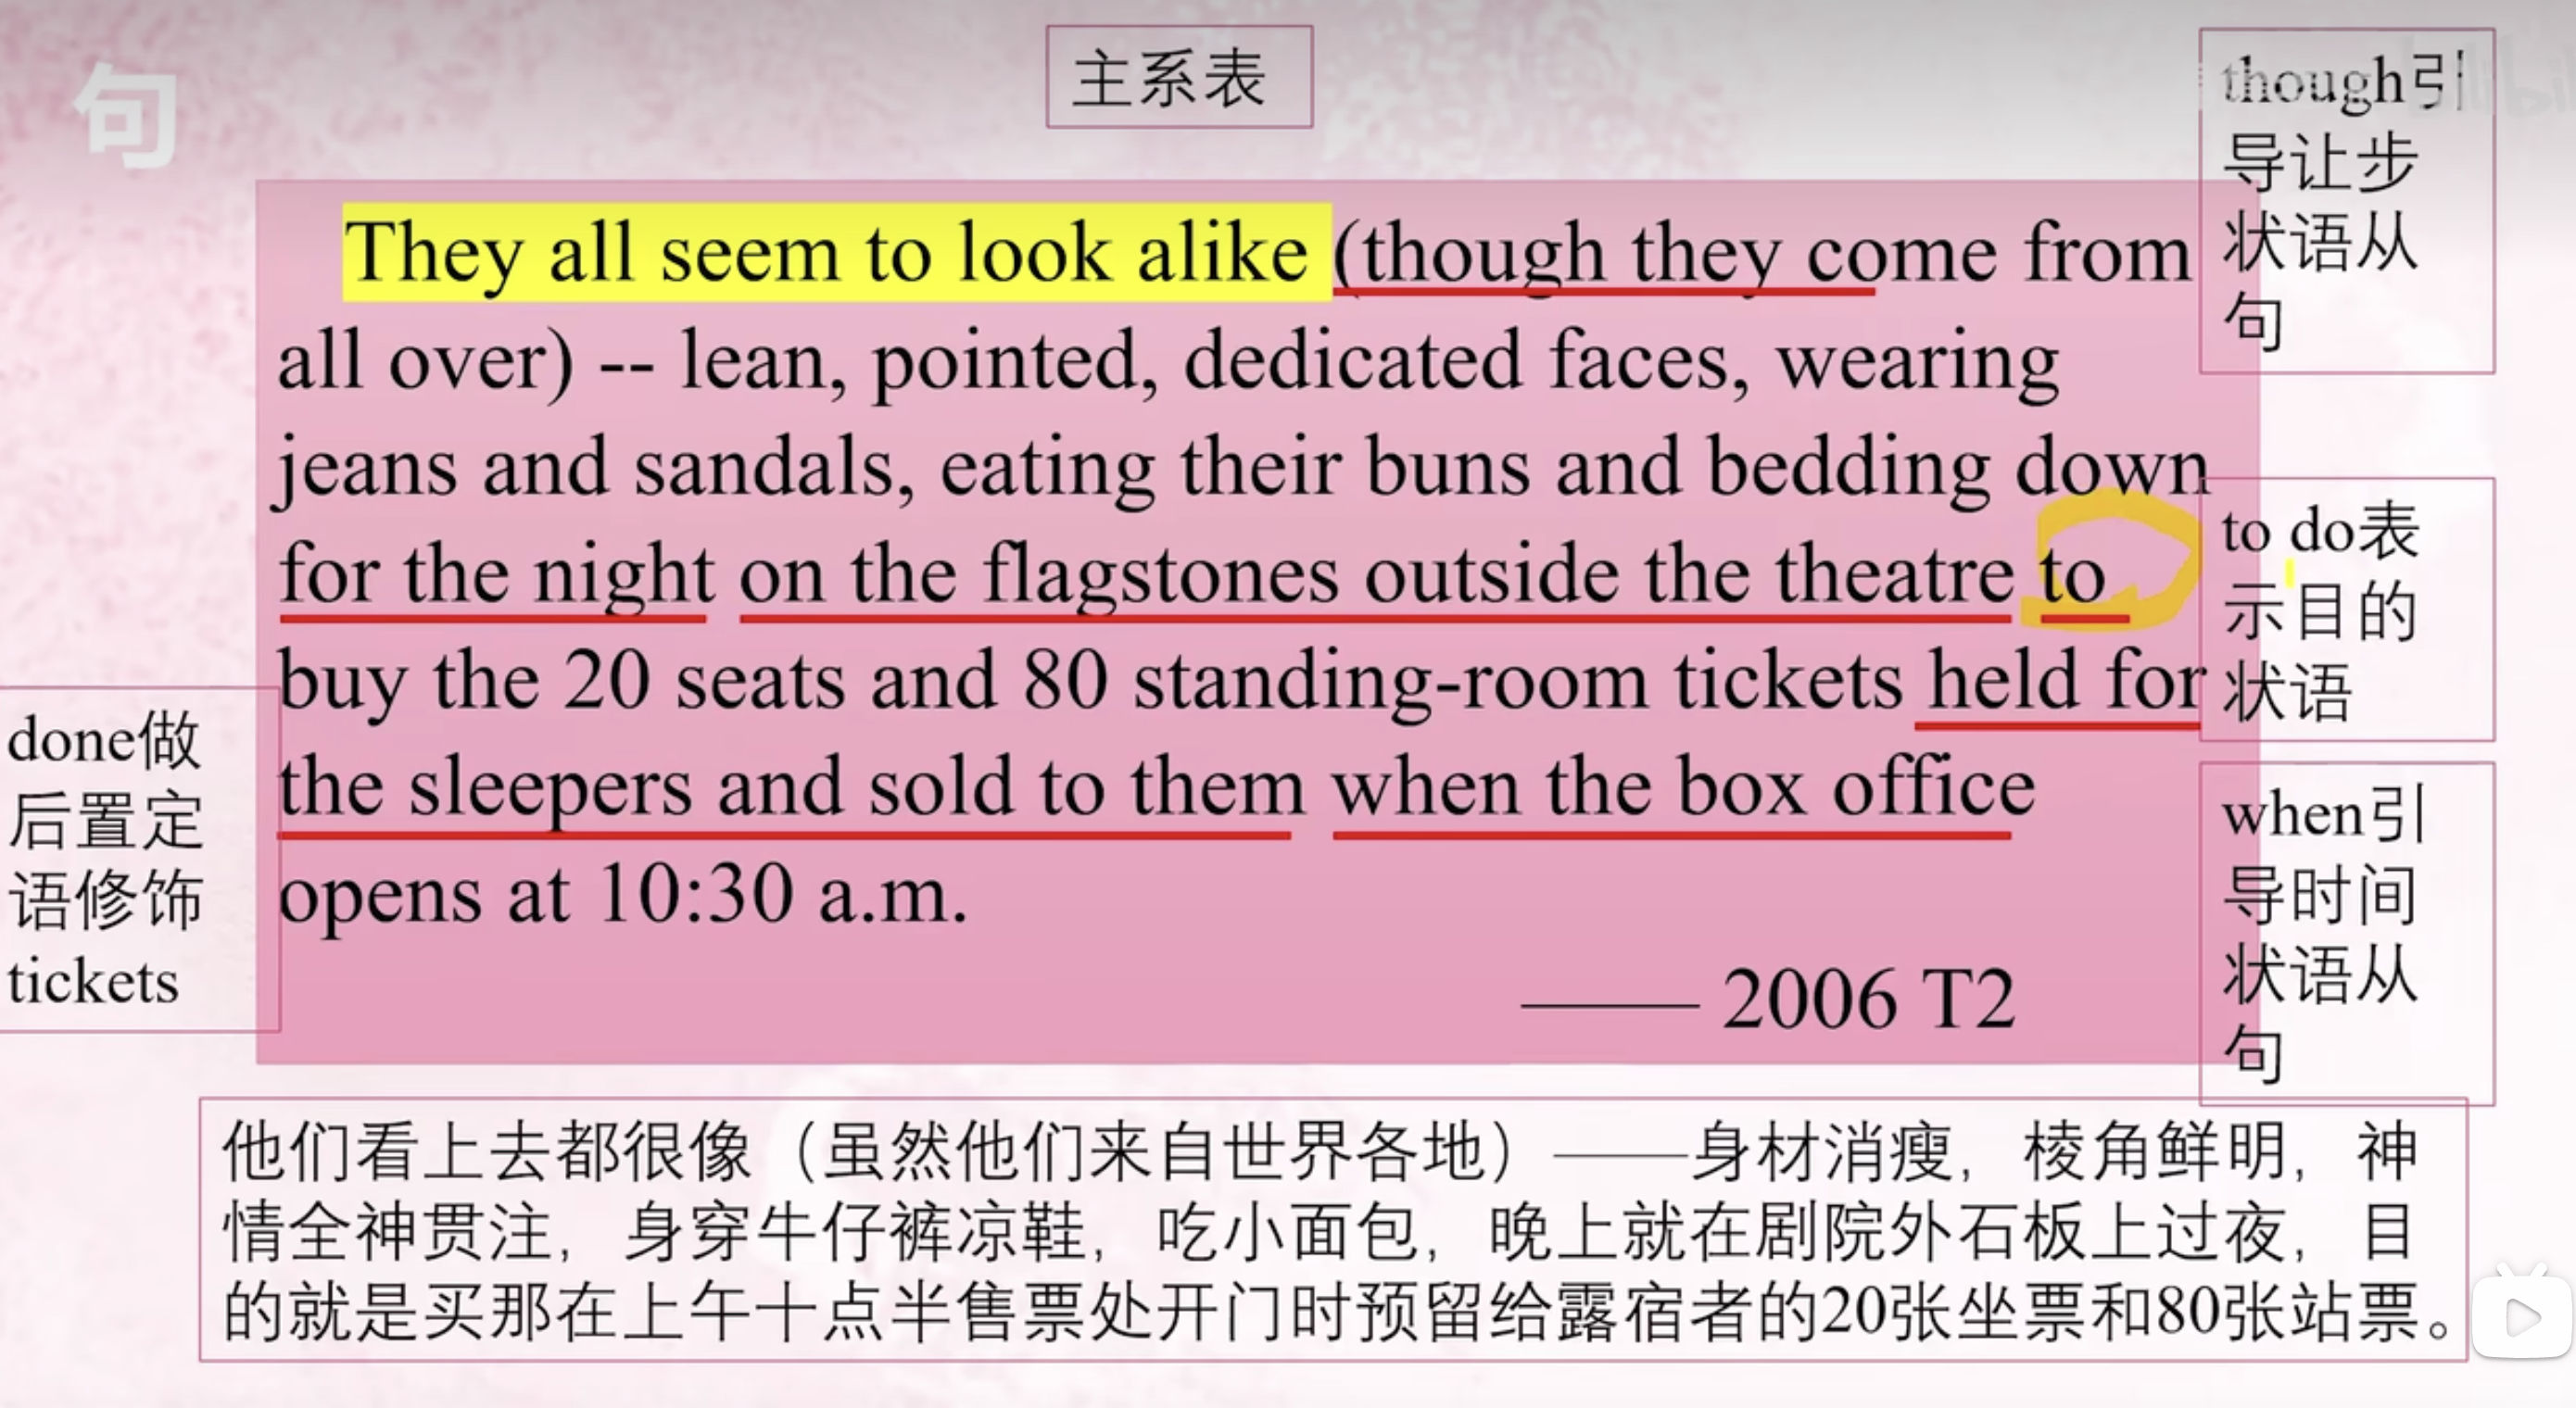 句
主系表
though引
导让步
状语从
句
They all seem to look alike (though they come from
all over) -- lean, pointed, dedicated faces, wearing
jeans and sandals, eating their buns and bedding down
for the night on the flagstones outside the theatre to
buy the 20 seats and 80 standing-room tickets held for
the sleepers and sold to them when the box office
opens at 10:30 a.m.
—— 2006 T2
to do表
示目的
状语
done做
后置定
语修饰
tickets
when引
导时间
状语从
句
他们看上去都很像（虽然他们来自世界各地）——身材消瘦，棱角鲜明，神
情全神贯注，身穿牛仔裤凉鞋，吃小面包，晚上就在剧院外石板上过夜，目
的就是买那在上午十点半售票处开门时预留给露宿者的20张坐票和80张站票。